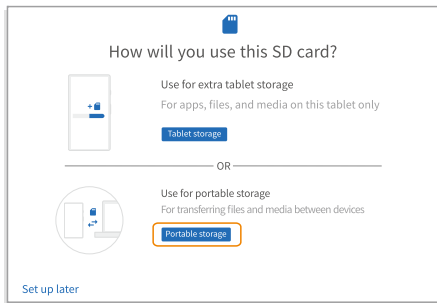 How will you use this SD card?
Use for extra tablet storage
For apps, files, and media on this tablet only
Tablet storage
OR
Use for portable storage
For transferring files and media between devices
Portable storage
Set up later